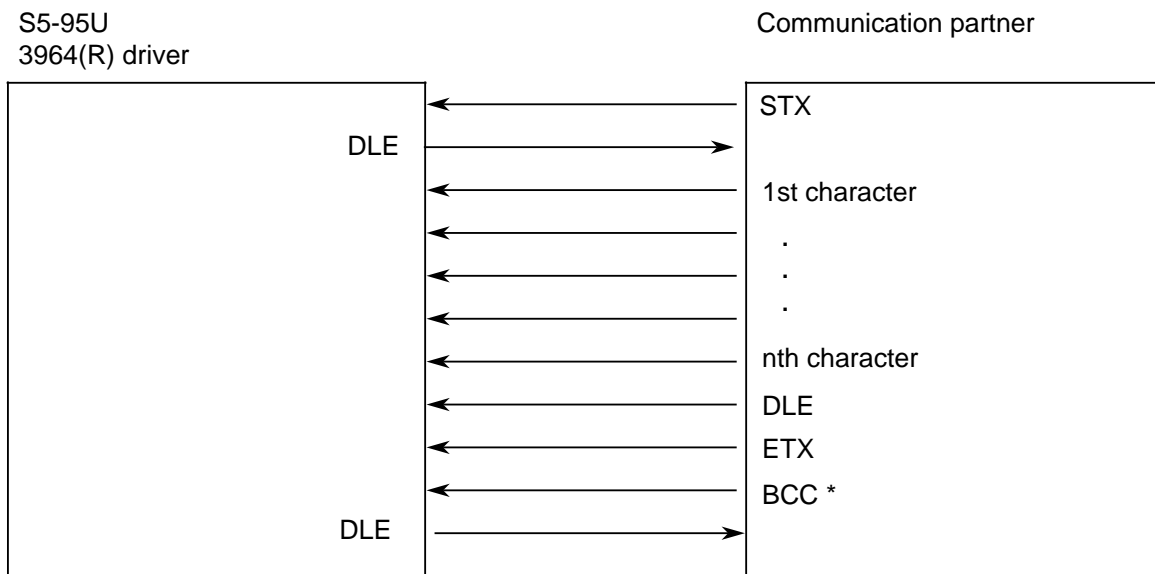 S5-95U
3964(R) driver
Communication partner
STX
DLE
1st character
.
.
.
nth character
DLE
ETX
BCC *
DLE